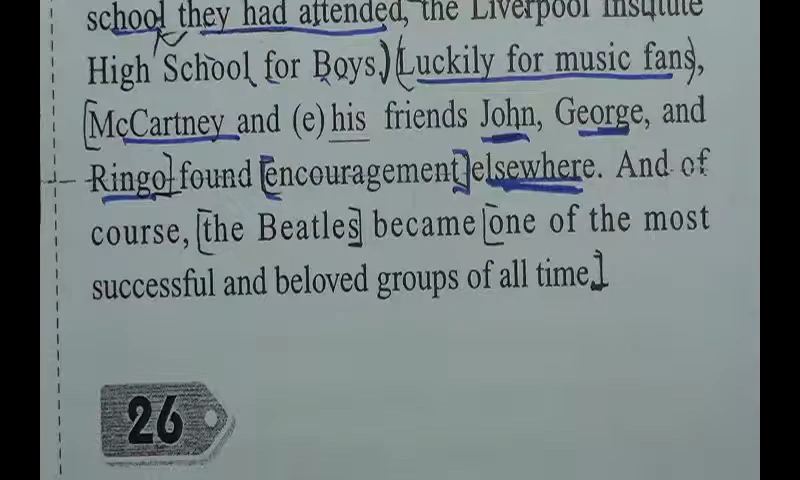 school they had attended, the Liverpool Institute
High School for Boys. Luckily for music fans,
McCartney and (e) his friends John, George, and
Ringo found encouragement elsewhere. And of
course, the Beatles became one of the most
successful and beloved groups of all time.
26